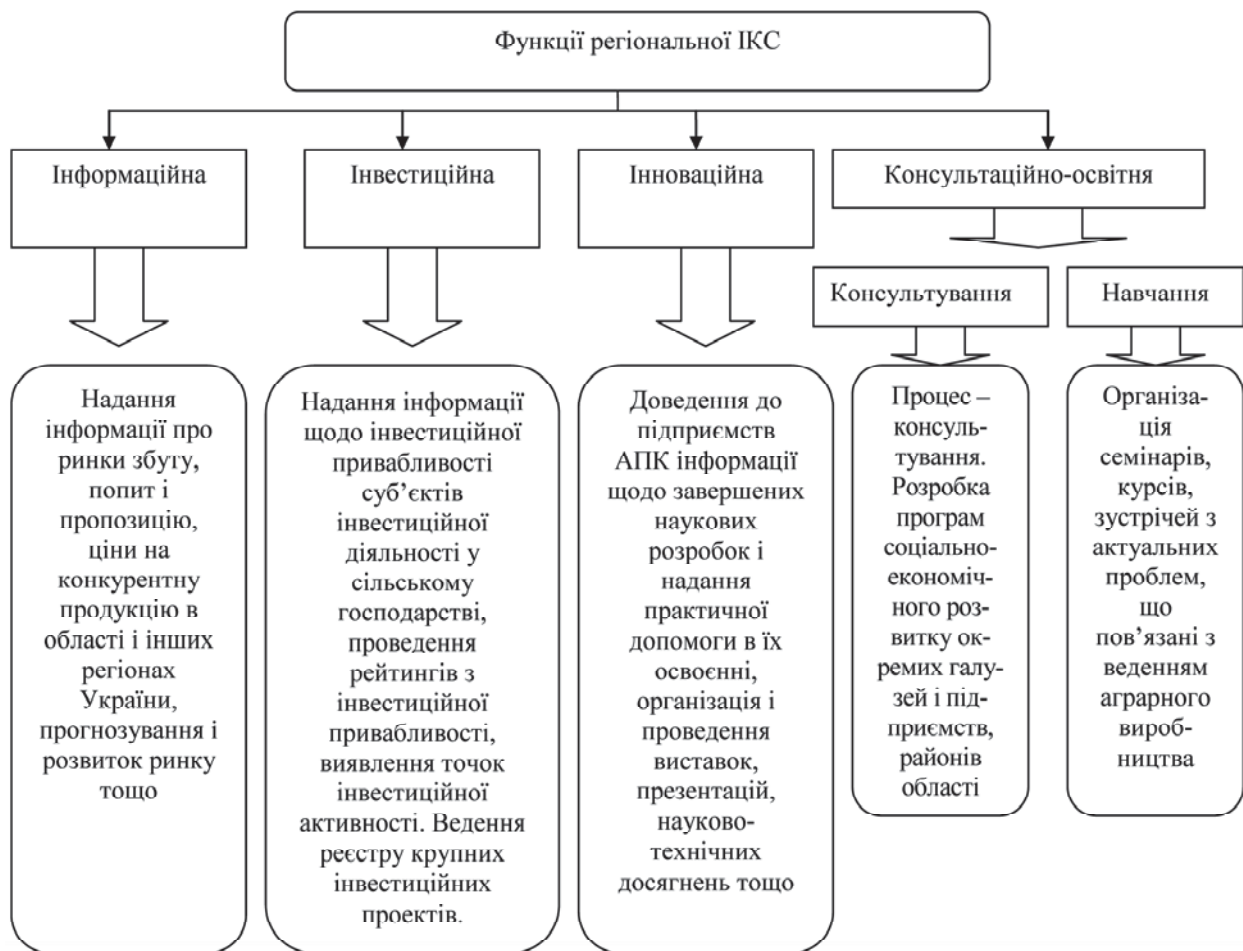 Функції регіональної ІКС
Інформаційна
Інвестиційна
Інноваційна
Консультаційно-освітня
Консультування
Навчання
Надання
інформації про
ринки збуту,
попит і
пропозицію,
ціни на
конкурентну
продукцію в
області і інших
регіонах
України,
прогнозування і
розвиток ринку
тощо
Надання інформації
щодо інвестиційної
привабливості
суб’єктів
інвестиційної
діяльності у
сільському
господарстві,
проведення
рейтингів з
інвестиційної
привабливості,
виявлення точок
інвестиційної
активності. Ведення
реєстру крупних
інвестиційних
проектів.
Доведення до
підприємств
АПК інформації
щодо завершених
наукових
розробок і
надання
практичної
допомоги в їх
освоєнні,
організація і
проведення
виставок,
презентацій,
науково-
технічних
досягнень тощо
Процес –
консуль-
тування.
Розробка
програм
соціально-
економіч-
ного роз-
витку ок-
ремих галу-
зей і під-
приємств,
районів
області
Організа-
ція
семінарів,
курсів,
зустрічей з
актуальних
проблем,
що
пов’язані з
веденням
аграрного
вироб-
ництва